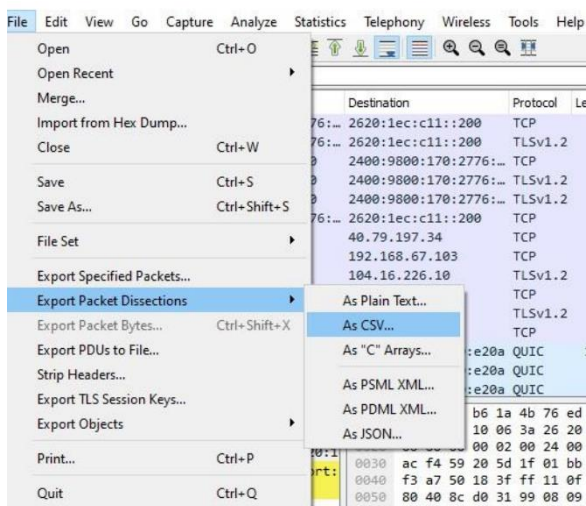 File Edit View Go Capture Analyze Statistics Telephony Wireless Tools Help
Open Ctrl+O
Open Recent
Merge...
Import from Hex Dump...
Close Ctrl+W
Save Ctrl+S
Save As... Ctrl+Shift+S
File Set
Export Specified Packets...
Export Packet Dissections
Export Packet Bytes... Ctrl+Shift+X
Export PDUs to File...
Strip Headers...
Export TLS Session Keys...
Export Objects
Print... Ctrl+P
Quit Ctrl+Q
As Plain Text...
As CSV...
As "C" Arrays...
As PSML XML...
As PDML XML...
As JSON...
Destination Protocol Le
76:… 2620:1ec:c11::200 TCP
76:… 2620:1ec:c11::200 TLSv1.2
2400:9800:170:2776:… TLSv1.2
2400:9800:170:2776:… TLSv1.2
76:… 2620:1ec:c11::200 TCP
40.79.197.34 TCP
192.168.67.103 TCP
104.16.226.10 TLSv1.2
TCP
TLSv1.2
TCP
:e20a QUIC
:e20a QUIC
:e20a QUIC
b6 1a 4b 76 ed
10 06 3a 26 20
00 02 00 24 00
0030 ac f4 59 20 5d 1f 01 bb
ort: f3 a7 50 18 3f ff 11 0f
0050 80 40 8c d0 31 99 08 09